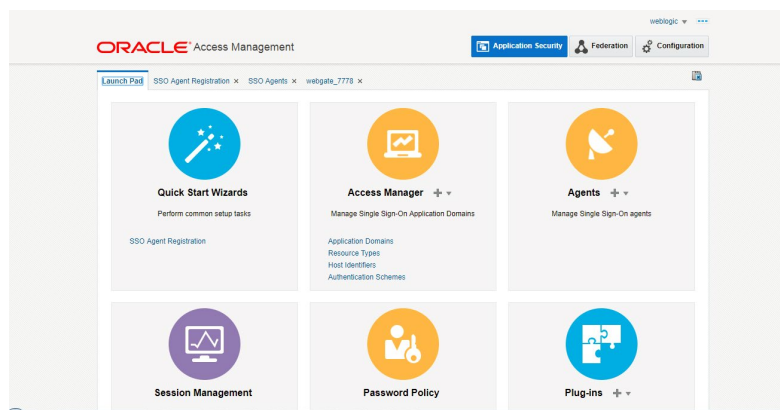 weblogic
ORACLE Access Management
Application Security Federation Configuration
Launch Pad SSO Agent Registration × SSO Agents × webgate_7778 ×
Quick Start Wizards
Perform common setup tasks
SSO Agent Registration
Access Manager
Manage Single Sign-On Application Domains
Application Domains
Resource Types
Host Identifiers
Authentication Schemes
Agents
Manage Single Sign-On agents
Session Management
Password Policy
Plug-ins